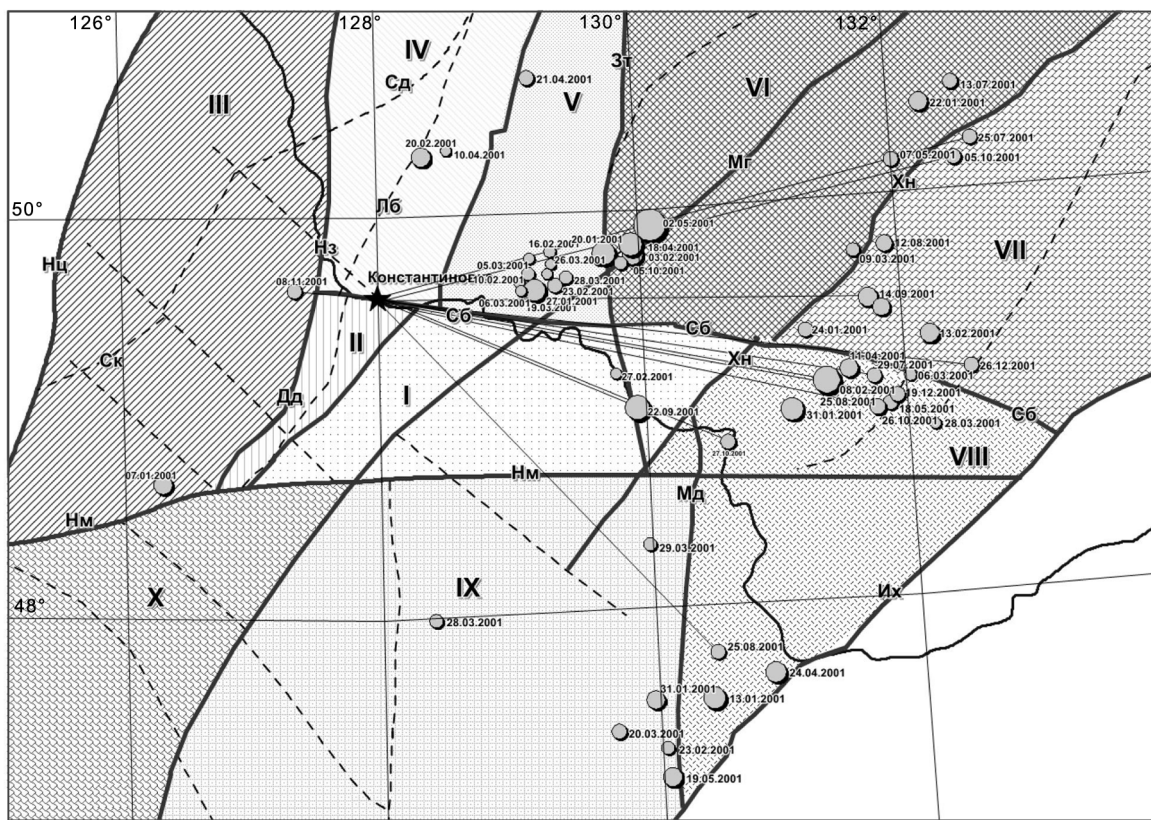 126° 128° 130° 132°
IV
Зт
VI
Сд
21.04.2001
V
13.07.2001
22.01.2001
III
20.02.2001
10.04.2001
25.07.2001
07.05.2001
05.10.2001
Мг
Хн
50°
Лб
02.05.2001
Нз
16.02.2001
20.01.2001
18.04.2001
12.08.2001
VII
03.02.2001
09.03.2001
05.03.2001
26.03.2001
05.10.2001
Нц
Константиног
10.02.2001
28.03.2001
08.11.2001
23.02.2001
14.09.2001
06.03.2001
27.01.2001
19.03.2001
Сб
Сб
24.01.2001
13.02.2001
II
Ск
Хн
11.04.2001
29.07.2001
26.12.2001
27.02.2001
06.03.2001
08.02.2001
Дд
I
19.12.2001
25.08.2001
18.05.2001
22.09.2001
31.01.2001
26.10.2001
Сб
28.03.2001
27.10.2001
VIII
07.01.2001
Нм
Мд
Нм
29.03.2001
X
IX
Их
48°
28.03.2001
25.08.2001
24.04.2001
31.01.2001
13.01.2001
20.03.2001
23.02.2001
19.05.2001